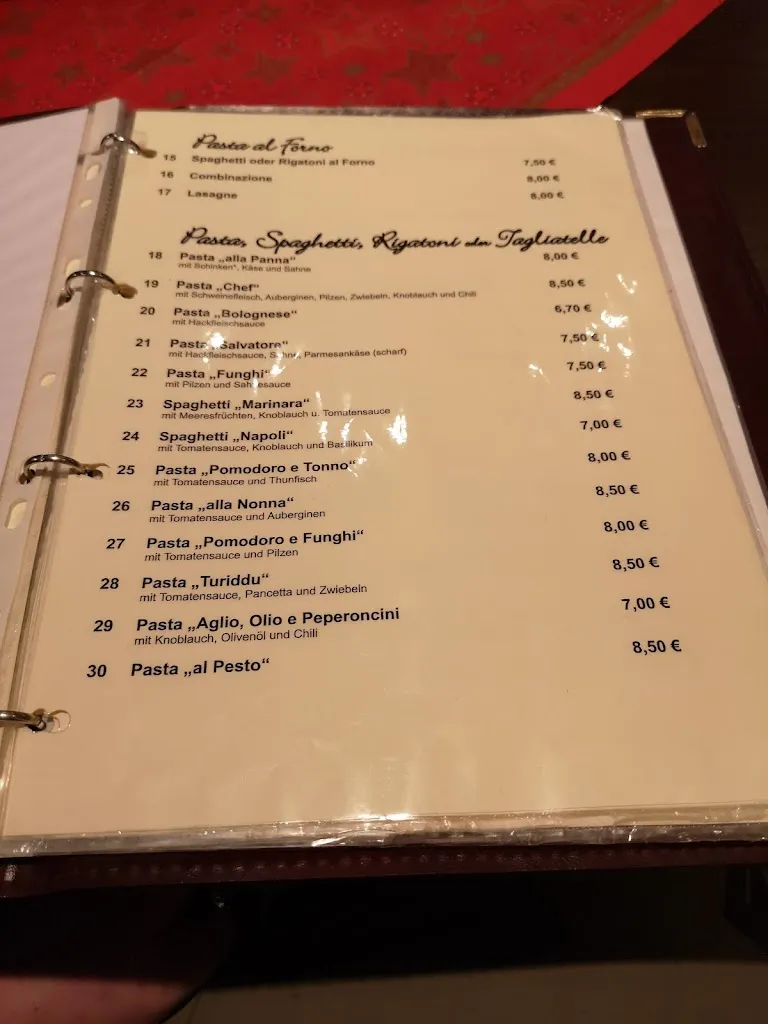 Pasta al Forno
15 Spaghetti oder Rigatoni al Forno 7,50 €
16 Combinazione 8,00 €
17 Lasagne 8,00 €
Pasta, Spaghetti, Rigatoni oder Tagliatelle
18 Pasta „alla Panna“ 8,00 €
mit Schinken*, Käse und Sahne
19 Pasta „Chef“ 8,50 €
mit Schweinefleisch, Auberginen, Pilzen, Zwiebeln, Knoblauch und Chili
20 Pasta „Bolognese“ 6,70 €
mit Hackfleischsauce
21 Pasta „Salvatore“ 7,50 €
mit Hackfleischsauce, Sahne, Parmesankäse (scharf)
22 Pasta „Funghi“ 7,50 €
mit Pilzen und Sahnesauce
23 Spaghetti „Marinara“ 8,50 €
mit Meeresfrüchten, Knoblauch u. Tomatensauce
24 Spaghetti „Napoli“ 7,00 €
mit Tomatensauce, Knoblauch und Basilikum
25 Pasta „Pomodoro e Tonno“ 8,00 €
mit Tomatensauce und Thunfisch
26 Pasta „alla Nonna“ 8,50 €
mit Tomatensauce und Auberginen
27 Pasta „Pomodoro e Funghi“ 8,00 €
mit Tomatensauce und Pilzen
28 Pasta „Turiddu“ 8,50 €
mit Tomatensauce, Pancetta und Zwiebeln
29 Pasta „Aglio, Olio e Peperoncini 7,00 €
mit Knoblauch, Olivenöl und Chili
30 Pasta „al Pesto“ 8,50 €